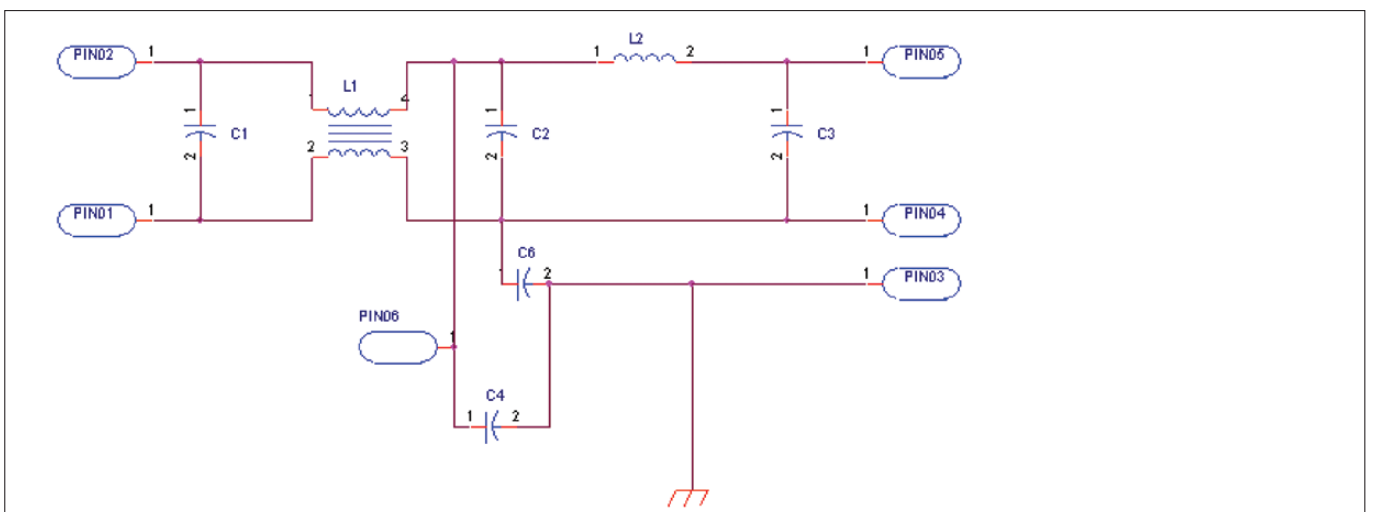 L2
PIN02 1 1 2 1 PIN05
L1
1 4
1 1 1
C1 C2 C3
2 2 3 2 2
PIN01 1 1 PIN04
C6
1 2 1 PIN03
PIN06
1
C4
1 2